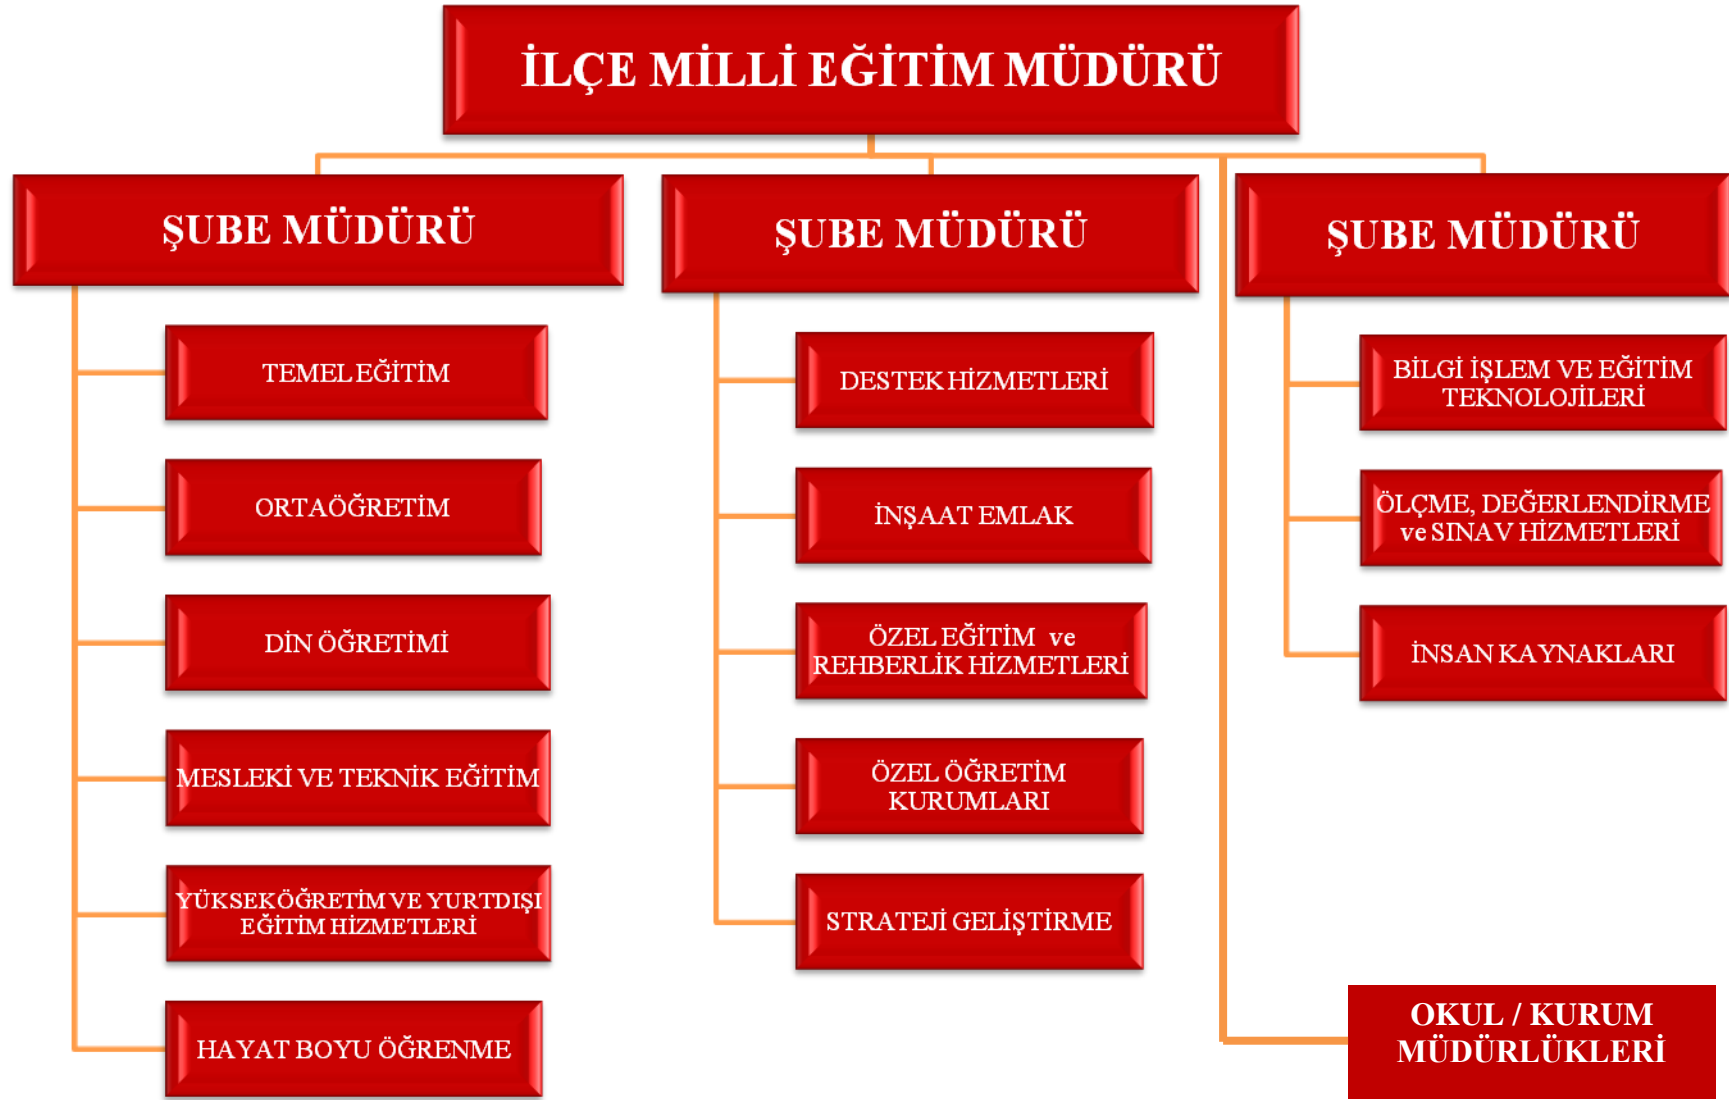 İLÇE MİLLİ EĞİTİM MÜDÜRÜ
ŞUBE MÜDÜRÜ
TEMEL EĞİTİM
ORTAÖĞRETİM
DİN ÖĞRETİMİ
MESLEKİ VE TEKNİK EĞİTİM
YÜKSEKÖĞRETİM VE YURTDIŞI
EĞİTİM HİZMETLERİ
HAYAT BOYU ÖĞRENME
ŞUBE MÜDÜRÜ
DESTEK HİZMETLERİ
İNŞAAT EMLAK
ÖZEL EĞİTİM ve
REHBERLİK HİZMETLERİ
ÖZEL ÖĞRETİM
KURUMLARI
STRATEJİ GELİŞTİRME
ŞUBE MÜDÜRÜ
BİLGİ İŞLEM VE EĞİTİM
TEKNOLOJİLERİ
ÖLÇME, DEĞERLENDİRME
ve SINAV HİZMETLERİ
İNSAN KAYNAKLARI
OKUL / KURUM
MÜDÜRLÜKLERİ